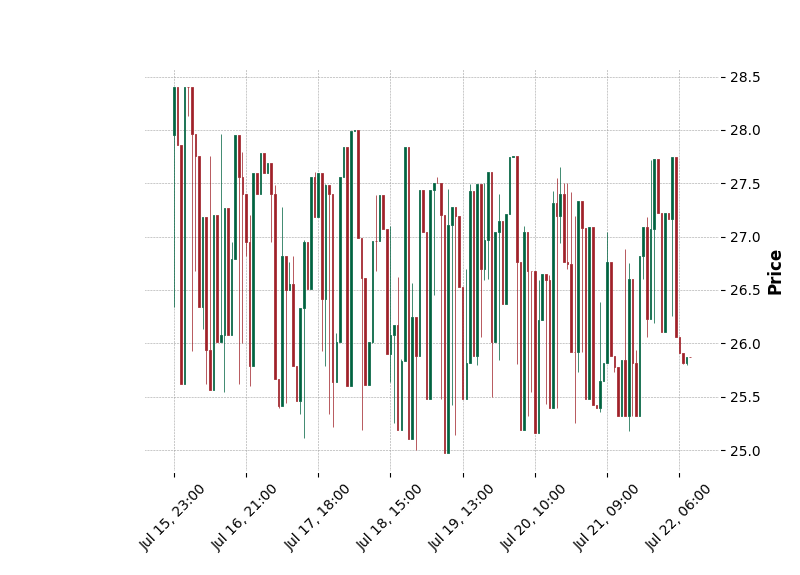 28.5
28.0
27.5
27.0
26.5
26.0
25.5
25.0
Price
Jul 15, 23:00
Jul 16, 21:00
Jul 17, 18:00
Jul 18, 15:00
Jul 19, 13:00
Jul 20, 10:00
Jul 21, 09:00
Jul 22, 06:00